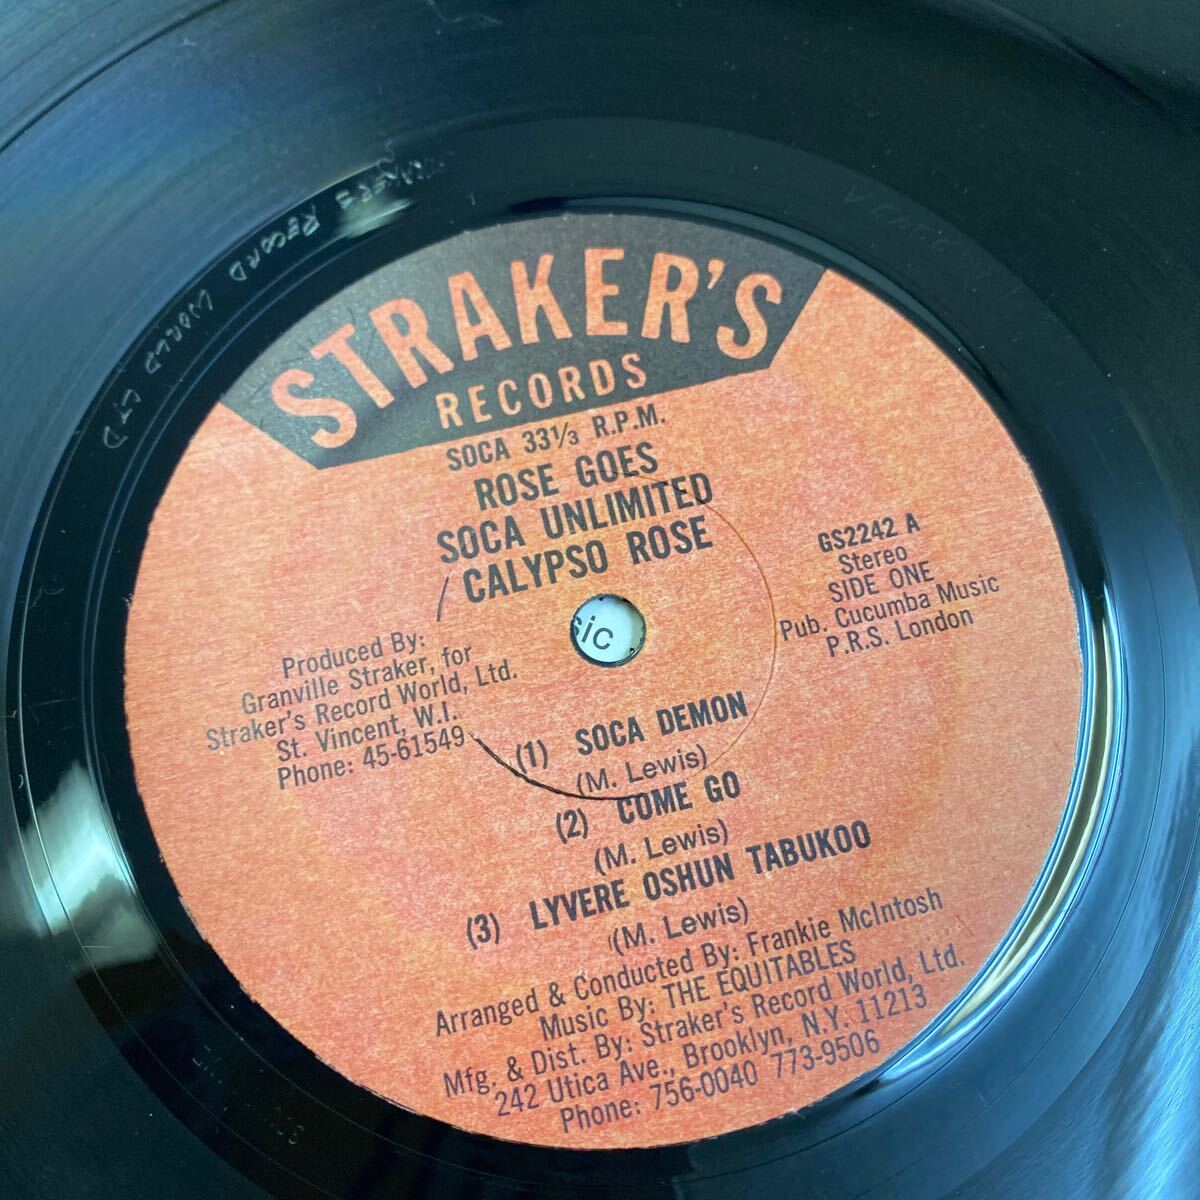 STRAKER'S
RECORDS
SOCA 33⅓ R.P.M.
ROSE GOES
SOCA UNLIMITED
CALYPSO ROSE
GS2242 A
Stereo
SIDE ONE
Pub. Cucumba Music
P.R.S. London
Produced By:
Granville Straker, for
Straker's Record World, Ltd.
St. Vincent, W.I.
Phone: 45-61549
sic
(1) SOCA DEMON
(M. Lewis)
(2) COME GO
(M. Lewis)
(3) LYVERE OSHUN TABUKOO
(M. Lewis)
Arranged & Conducted By: Frankie McIntosh
Music By: THE EQUITABLES
Mfg. & Dist. By: Straker's Record World, Ltd.
242 Utica Ave., Brooklyn, N.Y. 11213
Phone: 756-0040 773-9506
RECORD WORLD LTD